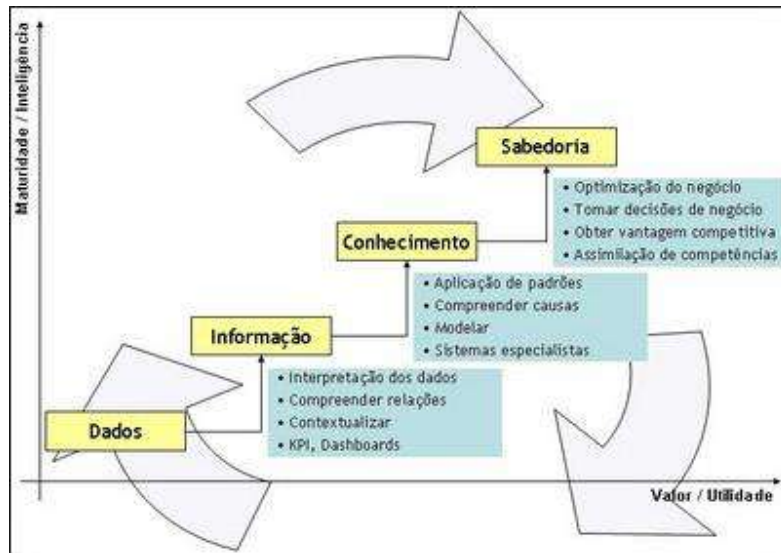 Maturidade / Inteligência
Sabedoria
• Optimização do negócio
• Tomar decisões de negócio
• Obter vantagem competitiva
• Assimilação de competências
Conhecimento
• Aplicação de padrões
• Compreender causas
• Modelar
• Sistemas especialistas
Informação
• Interpretação dos dados
• Compreender relações
• Contextualizar
• KPI, Dashboards
Dados
Valor / Utilidade